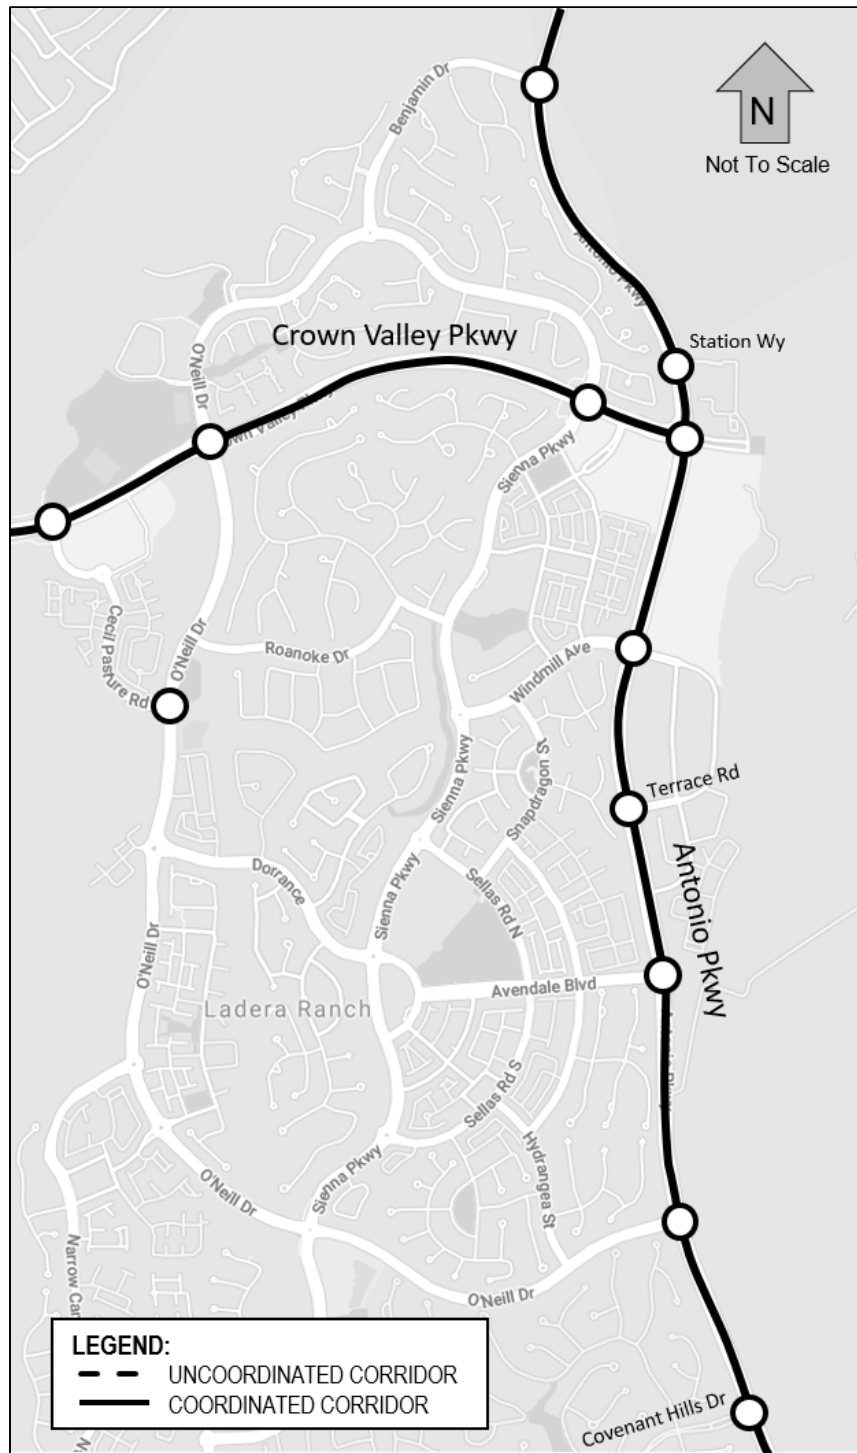 Benjamin Dr
N
Not To Scale
Antonio Pkwy
Station Wy
Crown Valley Pkwy
O'Neill Dr
Sienna Pkwy
Cecil Pasture Rd
O'Neill Dr
Roanoke Dr
Windmill Ave
Sienna Pkwy
Snapdragon St
Terrace Rd
Antonio Pkwy
Dorrance
Sienna Pkwy
Sellas Rd N
O'Neill Dr
Avendale Blvd
Ladera Ranch
Sellas Rd S
Hydrangea St
Sienna Pkwy
O'Neill Dr
O'Neill Dr
LEGEND:
UNCOORDINATED CORRIDOR
COORDINATED CORRIDOR
Covenant Hills Dr